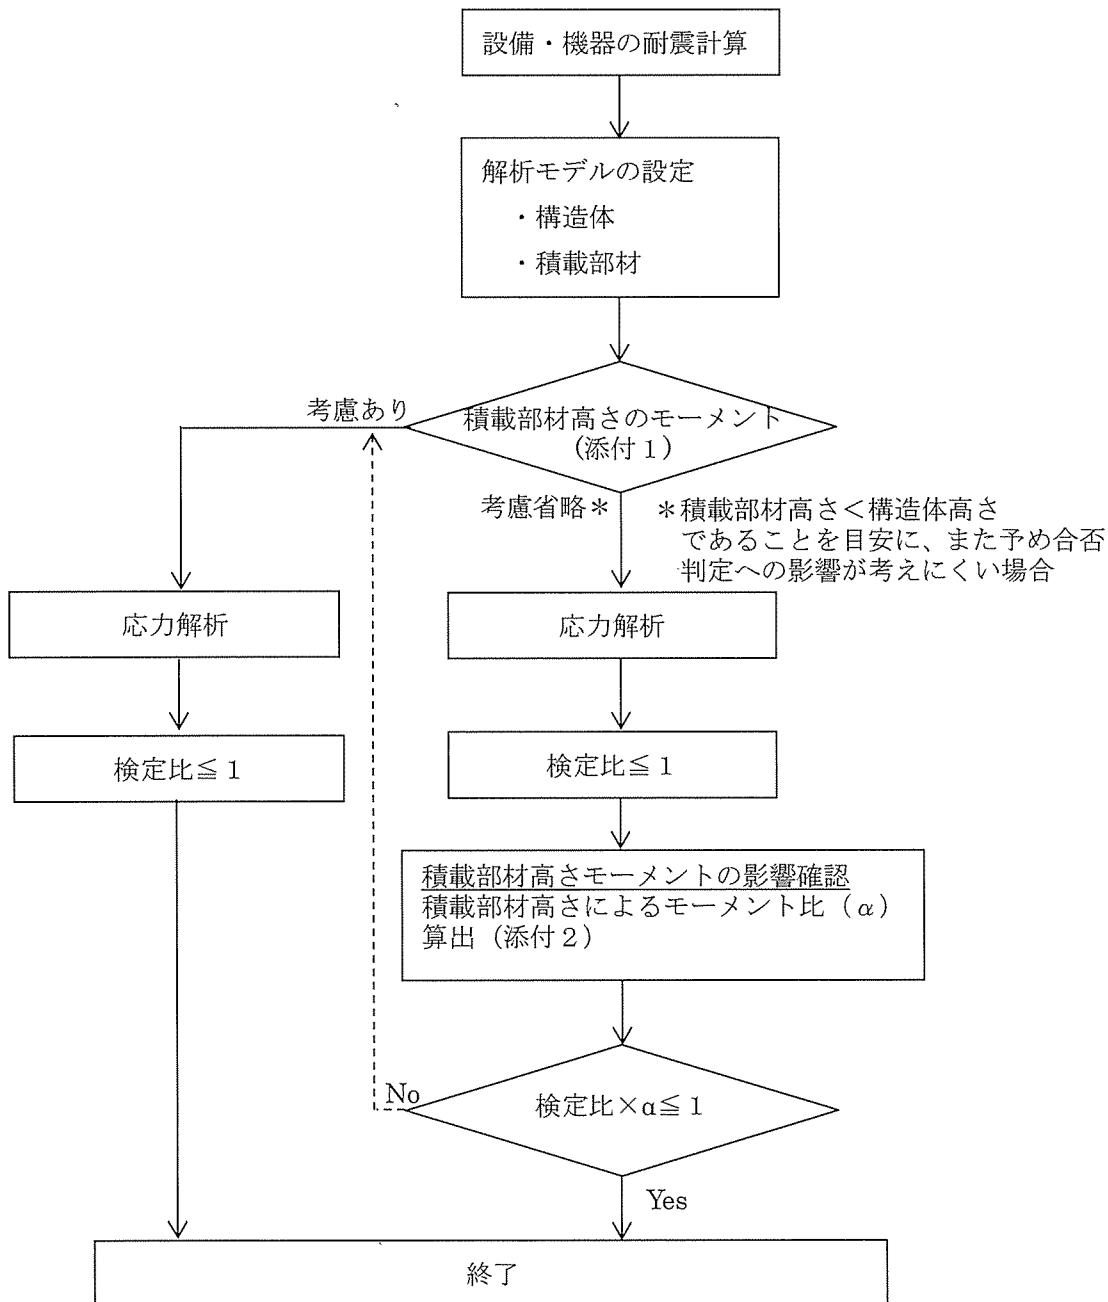 設備・機器の耐震計算
解析モデルの設定
・構造体
・積載部材
考慮あり
積載部材高さのモーメント
(添付１)
考慮省略＊
＊積載部材高さ＜構造体高さ
であることを目安に、また予め合否
判定への影響が考えにくい場合
応力解析
応力解析
検定比≦１
検定比≦１
積載部材高さモーメントの影響確認
積載部材高さによるモーメント比（α）
算出（添付２）
No
検定比×α≦１
Yes
終了